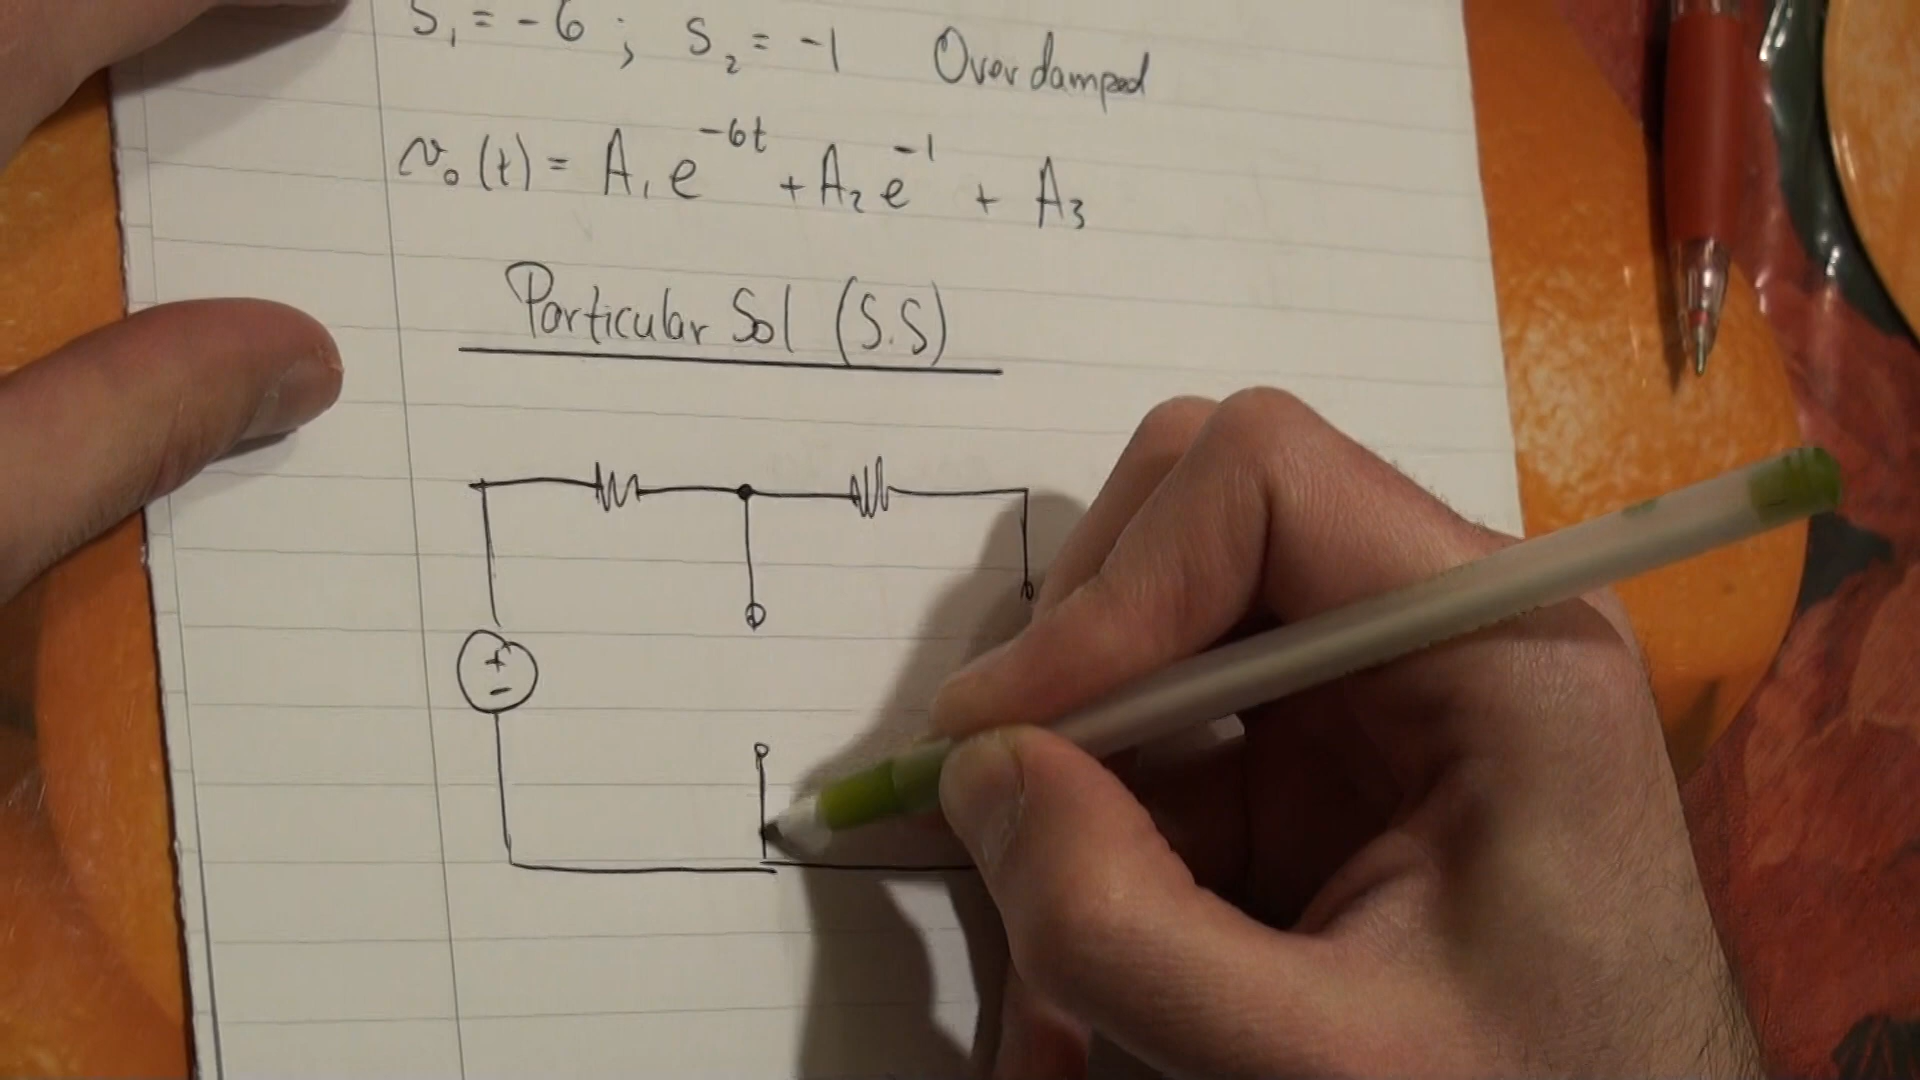 S₁ = -6 ; S₂ = -1 Overdamped
v₀(t) = A₁e^-6t + A₂e^-1 + A₃
Particular Sol (S.S)
+
-